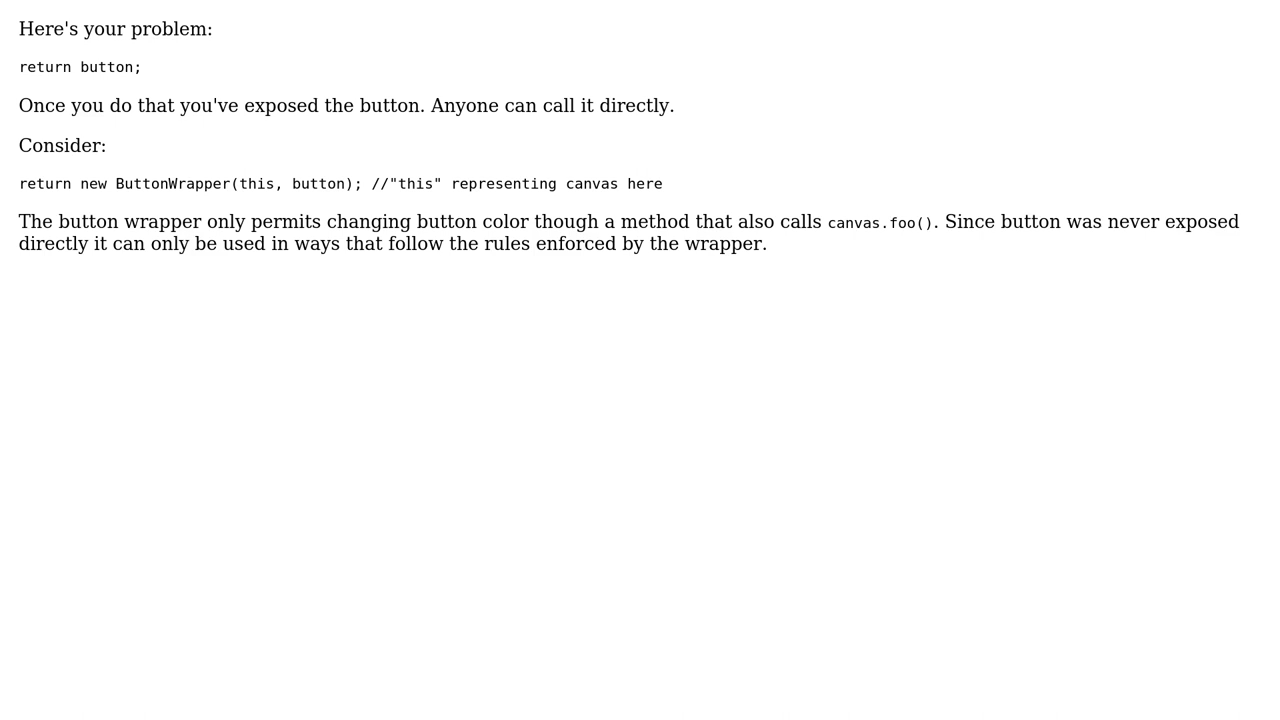 Here's your problem:
return button;
Once you do that you've exposed the button. Anyone can call it directly.
Consider:
return new ButtonWrapper(this, button); //"this" representing canvas here
The button wrapper only permits changing button color though a method that also calls canvas.foo(). Since button was never exposed
directly it can only be used in ways that follow the rules enforced by the wrapper.